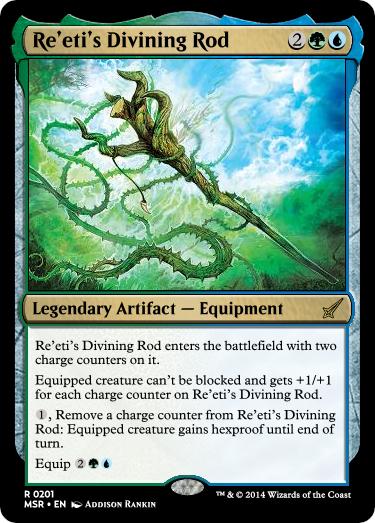 Re'eti's Divining Rod 2
Legendary Artifact — Equipment
Re'eti's Divining Rod enters the battlefield with two
charge counters on it.
Equipped creature can't be blocked and gets +1/+1
for each charge counter on Re'eti's Divining Rod.
1, Remove a charge counter from Re'eti's Divining
Rod: Equipped creature gains hexproof until end of
turn.
Equip 2
R 0201
MSR • EN Addison Rankin
™ & © 2014 Wizards of the Coast